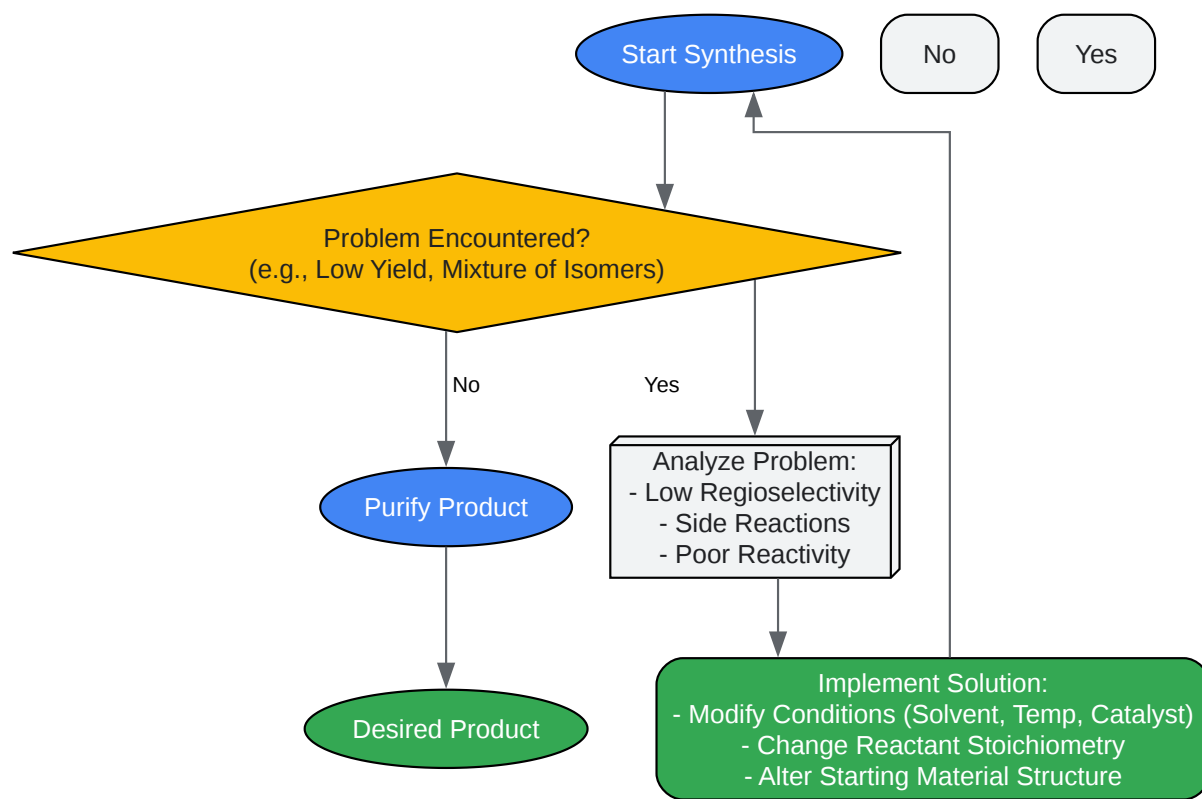 Start Synthesis
No
Yes
Problem Encountered?
(e.g., Low Yield, Mixture of Isomers)
No
Yes
Analyze Problem:
- Low Regioselectivity
- Side Reactions
- Poor Reactivity
Purify Product
Implement Solution:
- Modify Conditions (Solvent, Temp, Catalyst)
- Change Reactant Stoichiometry
- Alter Starting Material Structure
Desired Product